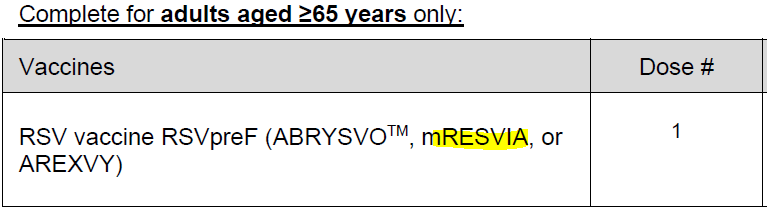 Complete for adults aged ≥65 years only:
Vaccines
Dose #
RSV vaccine RSVpreF (ABRYSVO™, mRESVIA, or
AREXVY)
1